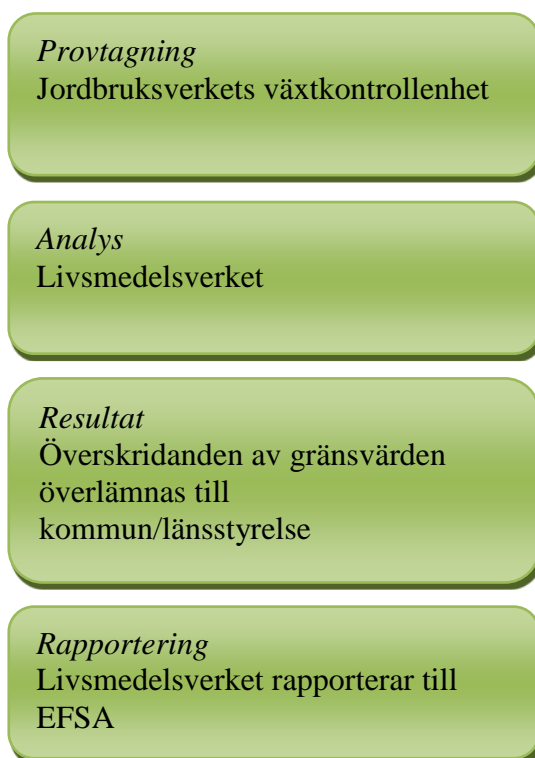 Provtagning
Jordbruksverkets växtkontrollenhet
Analys
Livsmedelsverket
Resultat
Överskridanden av gränsvärden
överlämnas till
kommun/länsstyrelse
Rapportering
Livsmedelsverket rapporterar till
EFSA